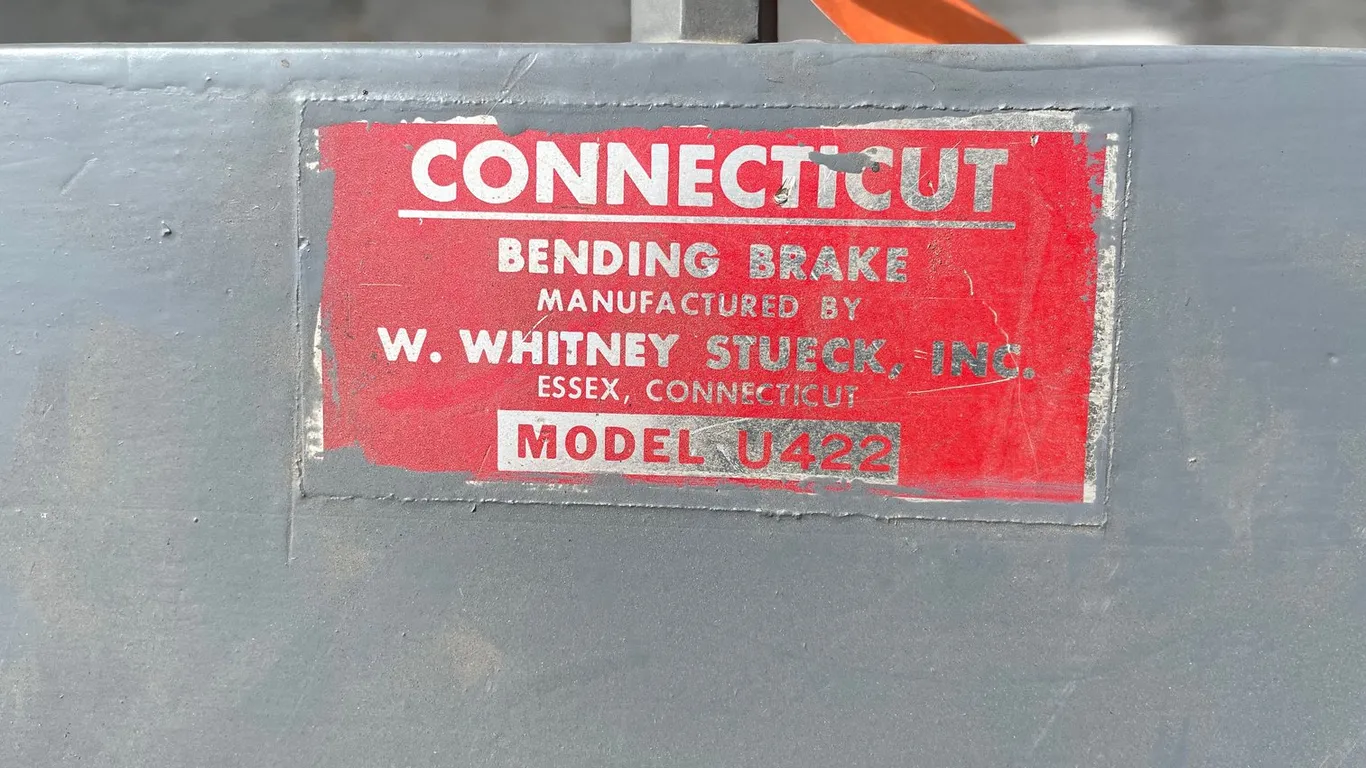 CONNECTICUT
BENDING BRAKE
MANUFACTURED BY
W. WHITNEY STUECK, INC.
ESSEX, CONNECTICUT
MODEL U422